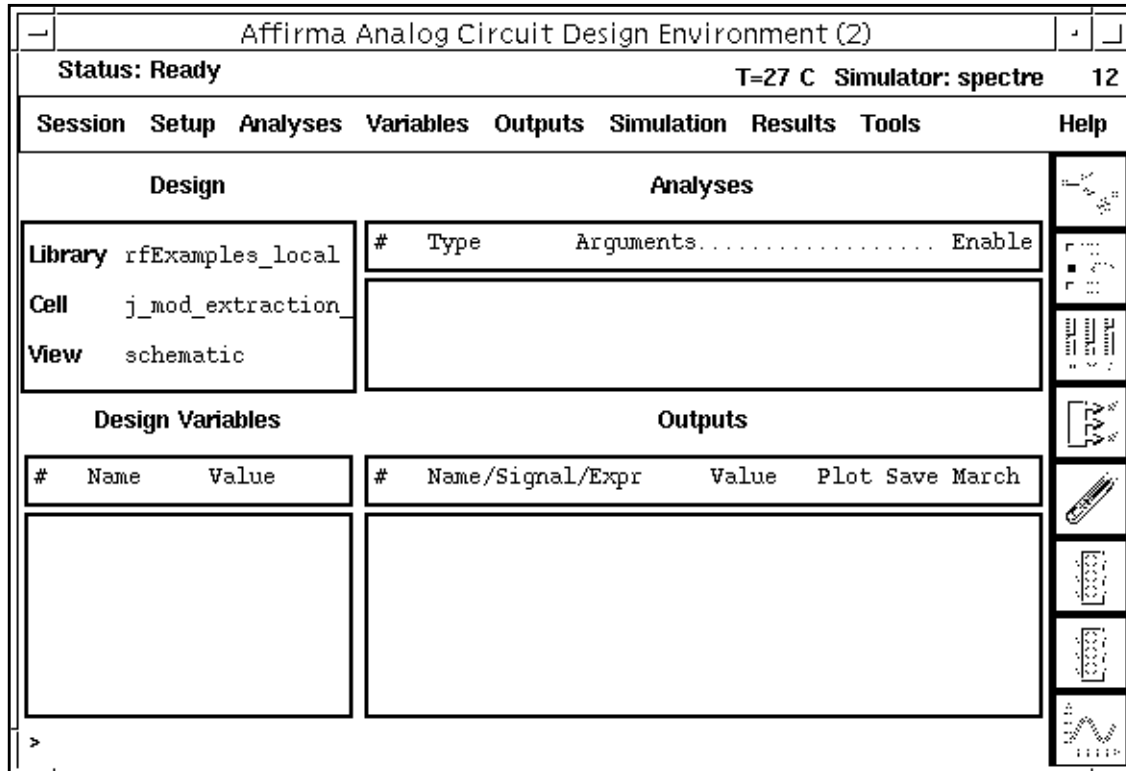 Affirma Analog Circuit Design Environment (2)
Status: Ready T=27 C Simulator: spectre 12
Session Setup Analyses Variables Outputs Simulation Results Tools Help
Design
Library rfExamples_local
Cell j_mod_extraction_
View schematic
Analyses
# Type Arguments.................. Enable
Design Variables
# Name Value
Outputs
# Name/Signal/Expr Value Plot Save March
>